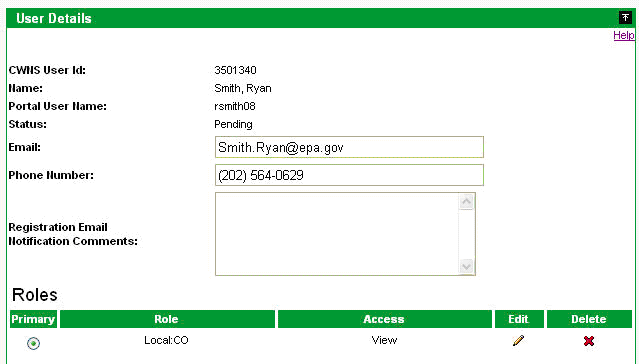 User Details
Help
CWNS User Id: 3501340
Name: Smith, Ryan
Portal User Name: rsmith08
Status: Pending
Email: Smith.Ryan@epa.gov
Phone Number: (202) 564-0629
Registration Email
Notification Comments:
Roles
Primary Role Access Edit Delete
Local:CO View